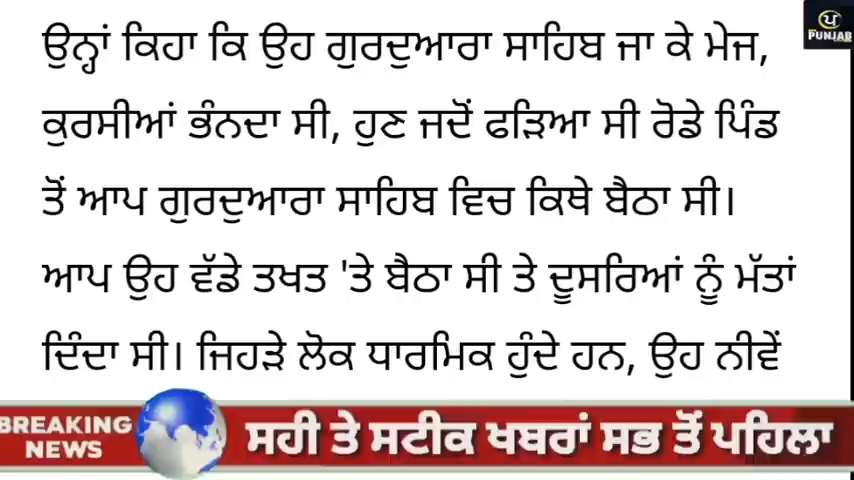 ਪ
PUNJAB
ਉਨ੍ਹਾਂ ਕਿਹਾ ਕਿ ਉਹ ਗੁਰਦੁਆਰਾ ਸਾਹਿਬ ਜਾ ਕੇ ਮੇਜ,
ਕੁਰਸੀਆਂ ਭੰਨਦਾ ਸੀ, ਹੁਣ ਜਦੋਂ ਫੜਿਆ ਸੀ ਰੋਡੇ ਪਿੰਡ
ਤੋਂ ਆਪ ਗੁਰਦੁਆਰਾ ਸਾਹਿਬ ਵਿਚ ਕਿਥੇ ਬੈਠਾ ਸੀ।
ਆਪ ਉਹ ਵੱਡੇ ਤਖਤ 'ਤੇ ਬੈਠਾ ਸੀ ਤੇ ਦੂਸਰਿਆਂ ਨੂੰ ਮੱਤਾਂ
ਦਿੰਦਾ ਸੀ। ਜਿਹੜੇ ਲੋਕ ਧਾਰਮਿਕ ਹੁੰਦੇ ਹਨ, ਉਹ ਨੀਵੇਂ
BREAKING
NEWS
ਸਹੀ ਤੇ ਸਟੀਕ ਖਬਰਾਂ ਸਭ ਤੋਂ ਪਹਿਲਾ